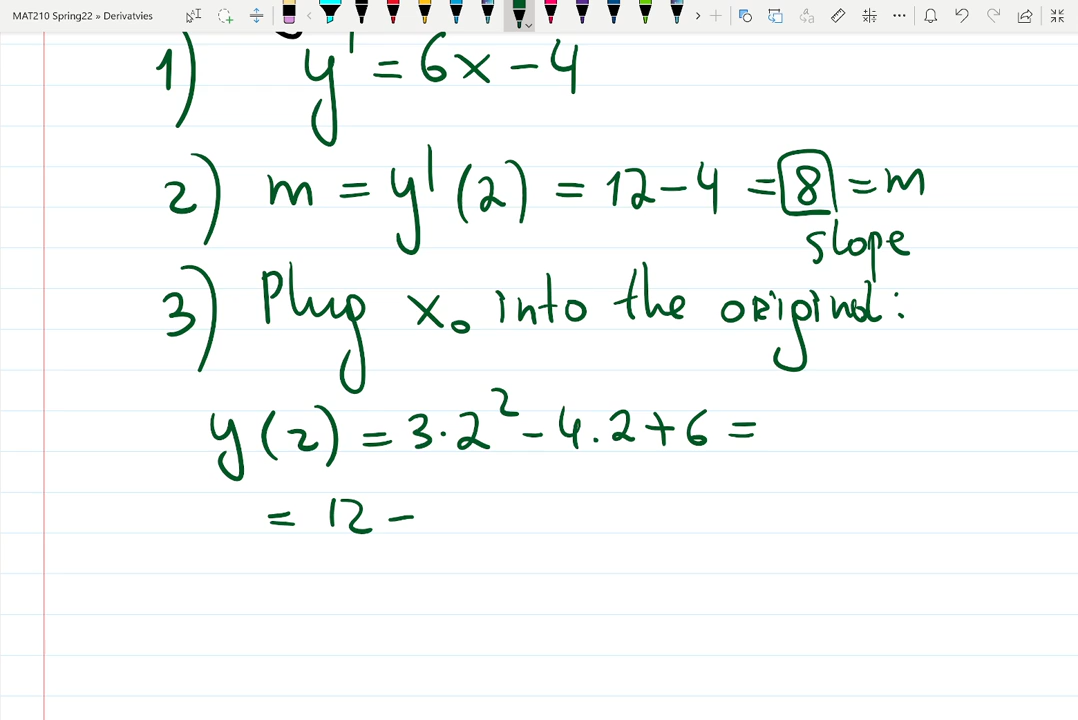 MAT210 Spring22 » Derivatvies
1) y' = 6x - 4
2) m = y'(2) = 12 - 4 = 8 = m
slope
3) Plug x₀ into the original:
y(2) = 3·2² - 4·2 + 6 =
= 12 -